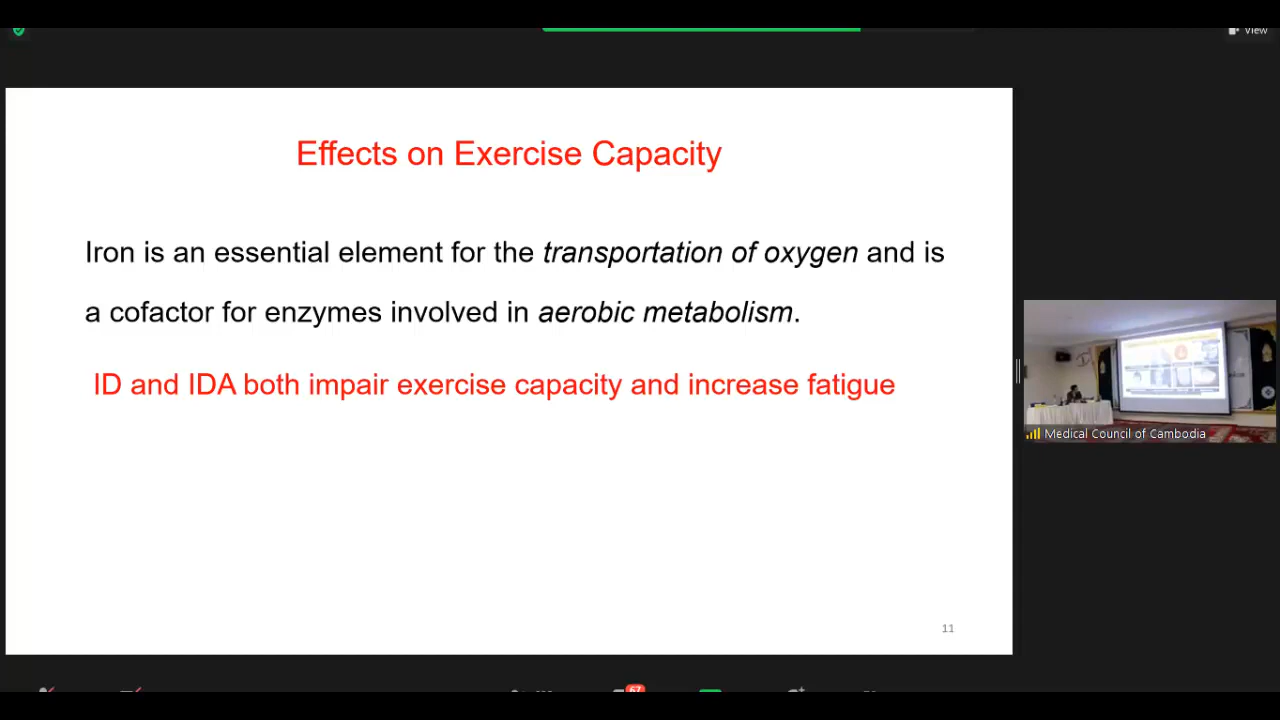 View
Effects on Exercise Capacity
Iron is an essential element for the transportation of oxygen and is
a cofactor for enzymes involved in aerobic metabolism.
ID and IDA both impair exercise capacity and increase fatigue
Medical Council of Cambodia
11
67